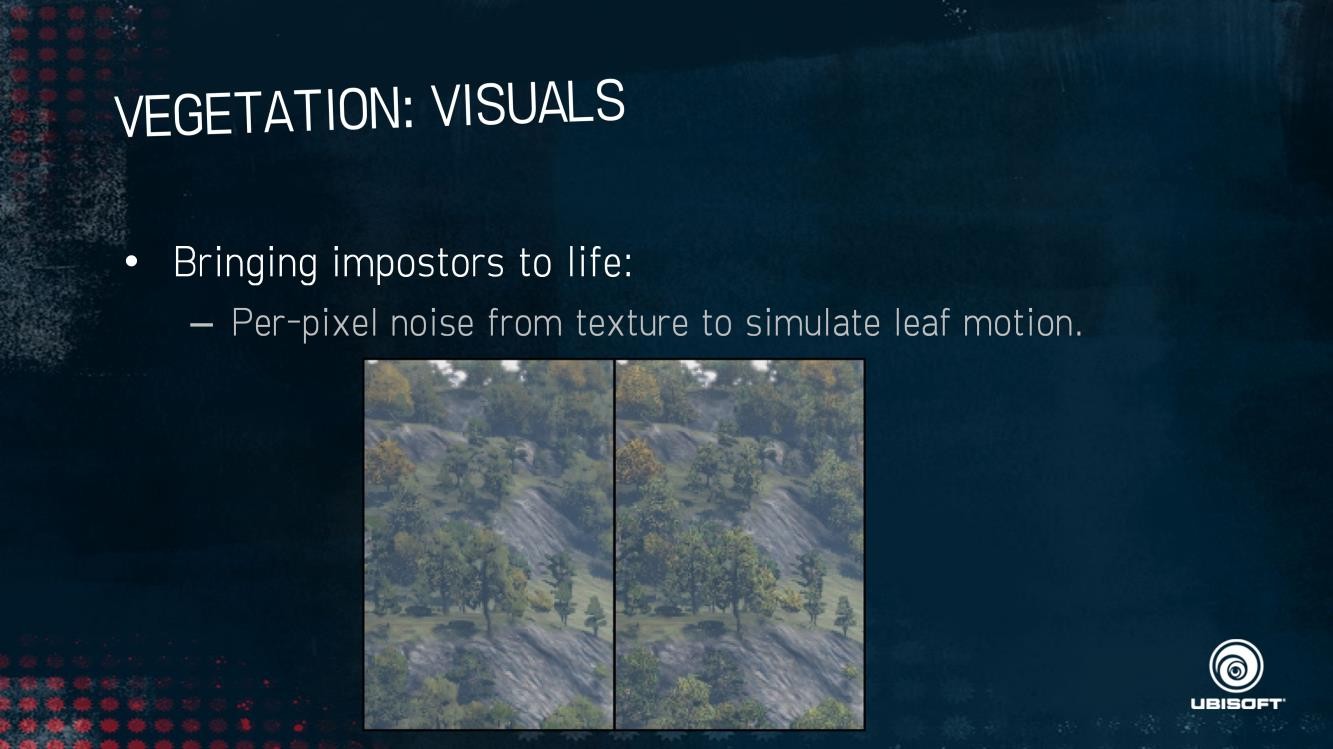 VEGETATION: VISUALS
• Bringing impostors to life:
– Per-pixel noise from texture to simulate leaf motion.
UBISOFT